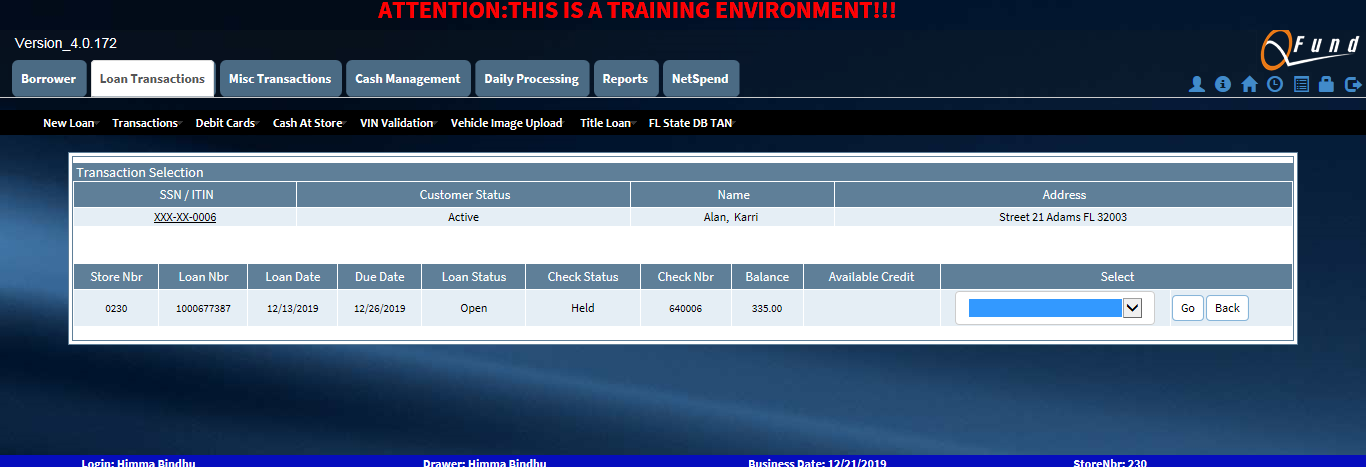 ATTENTION:THIS IS A TRAINING ENVIRONMENT!!!
Version_4.0.172
QFund
Borrower Loan Transactions Misc Transactions Cash Management Daily Processing Reports NetSpend
New Loan Transactions Debit Cards Cash At Store VIN Validation Vehicle Image Upload Title Loan FL State DB TAN
Transaction Selection
SSN / ITIN Customer Status Name Address
XXX-XX-0006 Active Alan, Karri Street 21 Adams FL 32003
Store Nbr Loan Nbr Loan Date Due Date Loan Status Check Status Check Nbr Balance Available Credit Select
0230 1000677387 12/13/2019 12/26/2019 Open Held 640006 335.00 Go Back
Login: Himma Bindhu Drawer: Himma Bindhu Business Date: 12/21/2019 StoreNbr: 230